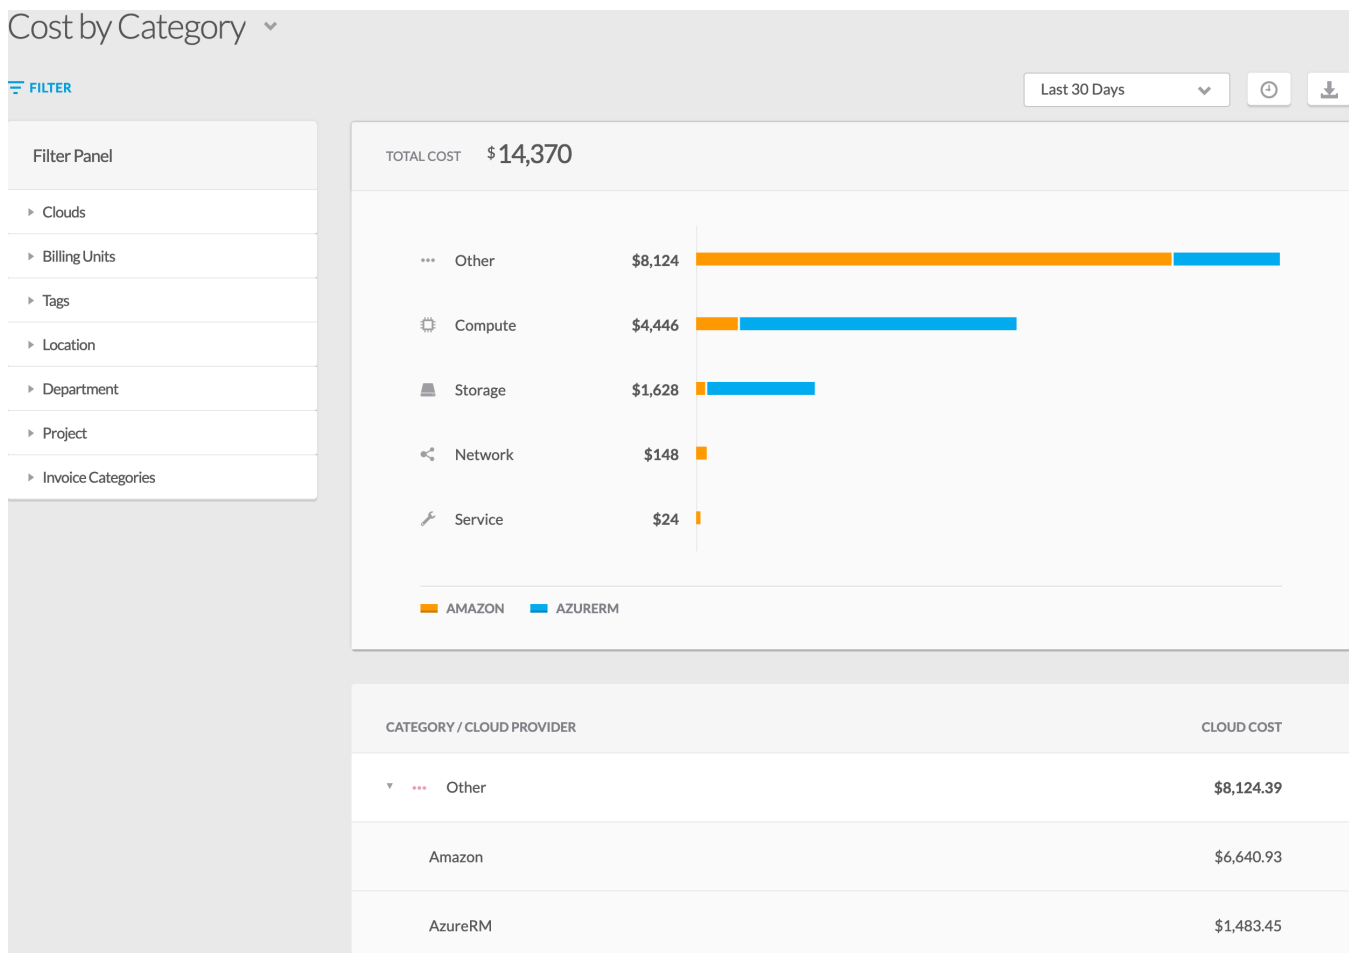 Cost by Category
FILTER
Last 30 Days
Filter Panel
Clouds
Billing Units
Tags
Location
Department
Project
Invoice Categories
TOTAL COST $14,370
Other $8,124
Compute $4,446
Storage $1,628
Network $148
Service $24
AMAZON AZURERM
CATEGORY / CLOUD PROVIDER CLOUD COST
Other $8,124.39
Amazon $6,640.93
AzureRM $1,483.45